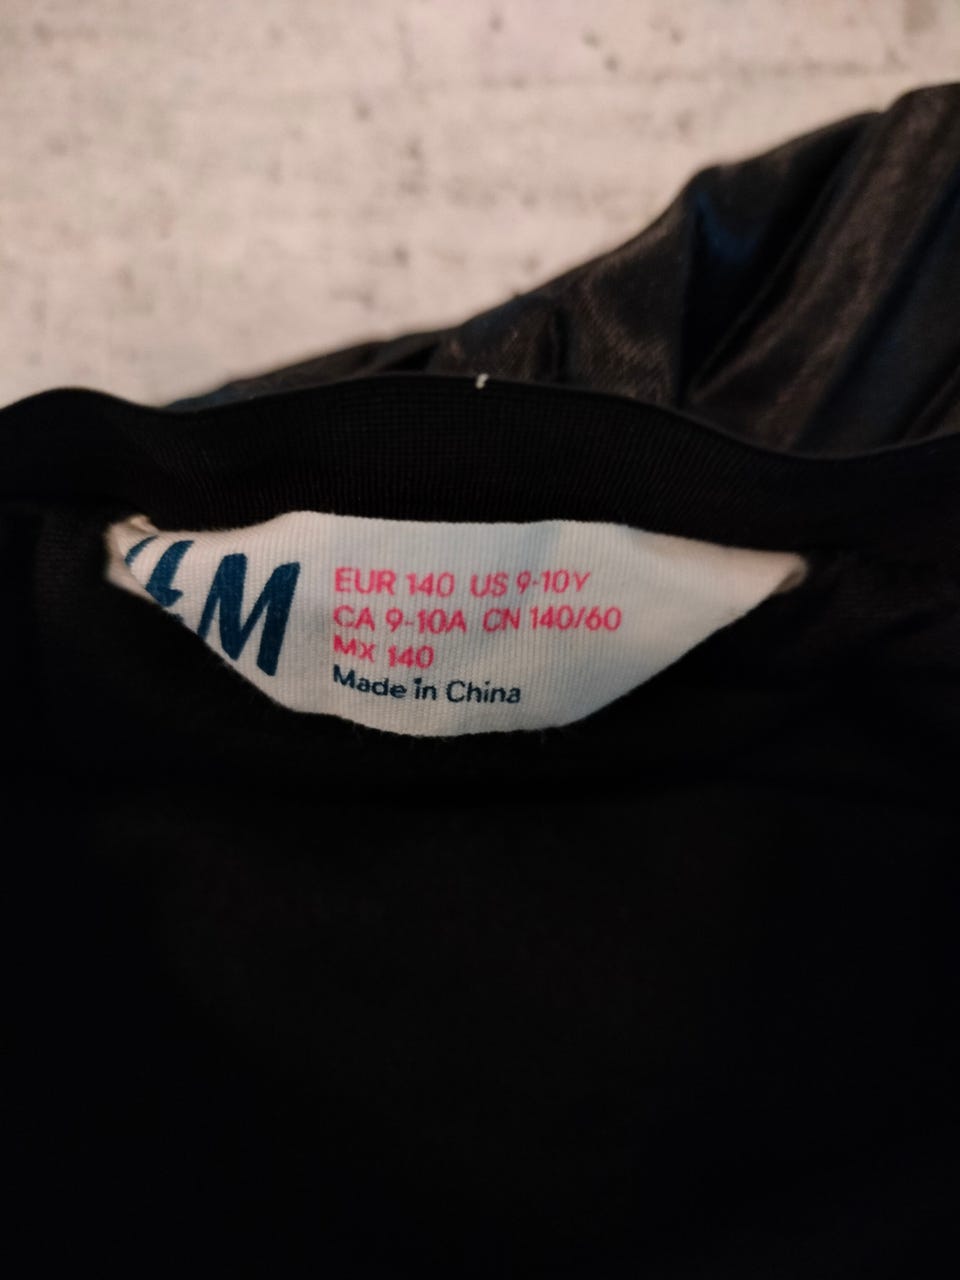 &M
EUR 140 US 9-10Y
CA 9-10A CN 140/60
MX 140
Made in China